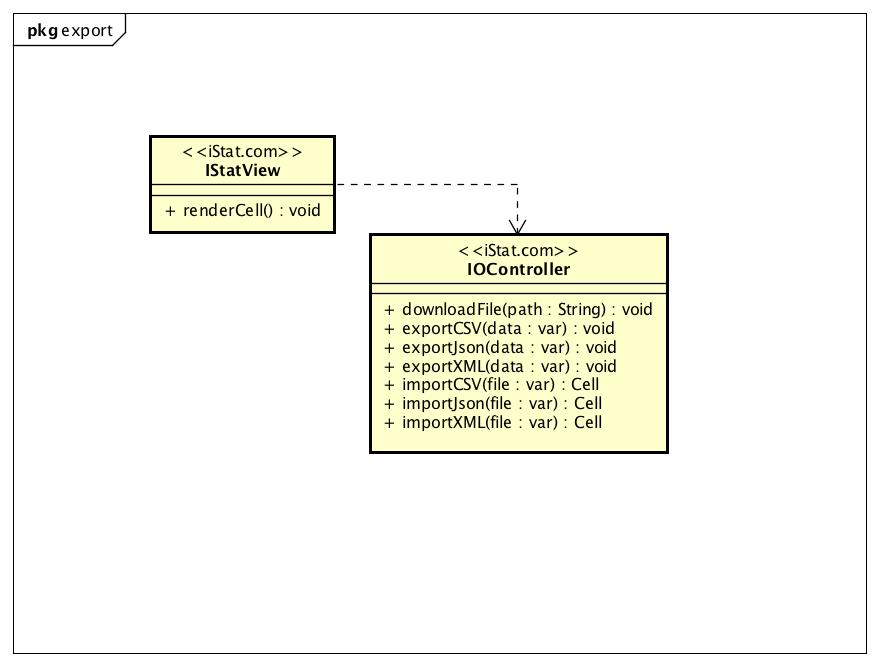 pkg export
<<iStat.com>>
IStatView
+ renderCell() : void
<<iStat.com>>
IOController
+ downloadFile(path : String) : void
+ exportCSV(data : var) : void
+ exportJson(data : var) : void
+ exportXML(data : var) : void
+ importCSV(file : var) : Cell
+ importJson(file : var) : Cell
+ importXML(file : var) : Cell